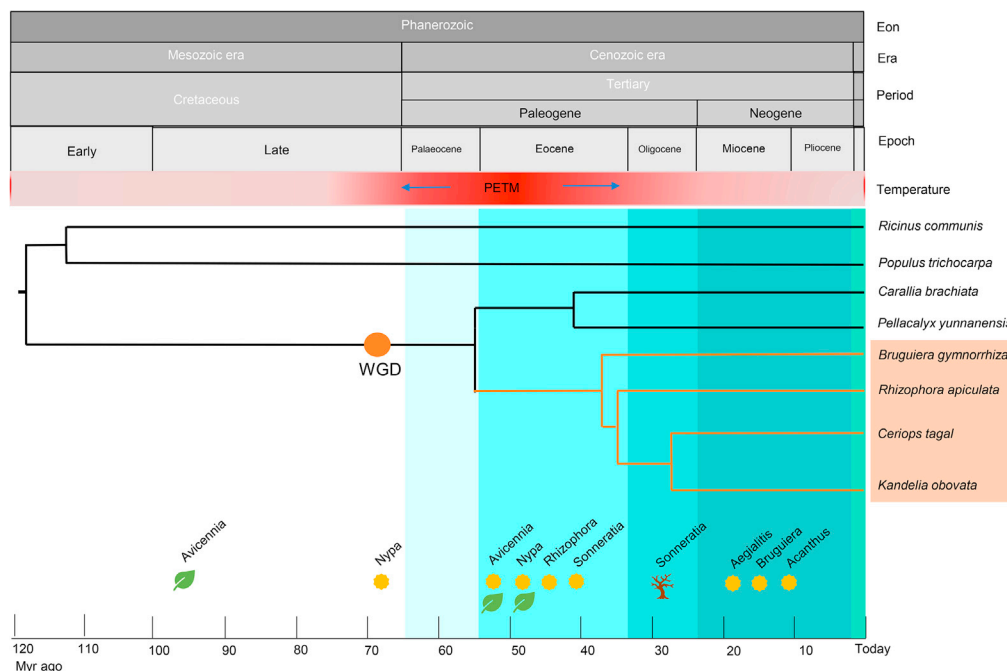 Phanerozoic Eon
Mesozoic era Cenozoic era Era
Tertiary
Cretaceous Period
Paleogene Neogene
Early Late Palaeocene Eocene Oligocene Miocene Pliocene Epoch
PETM Temperature
Ricinus communis
Populus trichocarpa
Carallia brachiata
Pellacalyx yunnanensis
WGD
Bruguiera gymnorrhiza
Rhizophora apiculata
Ceriops tagal
Kandelia obovata
Avicennia Nypa Avicennia Nypa Rhizophora Sonneratia Sonneratia Aegialitis Bruguiera Acanthus
120 110 100 90 80 70 60 50 40 30 20 10 Today
Myr ago